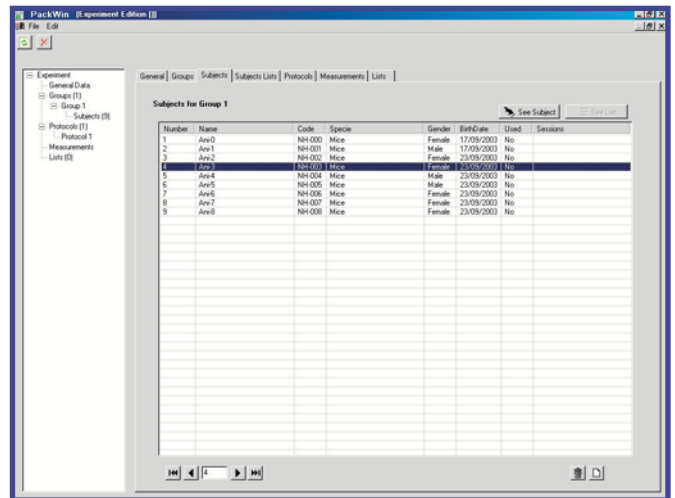 PackWin [Experiment Edition []]
File Edit
Experiment
General Data
Groups (1)
Group 1
Subjects (9)
Protocols (1)
Protocol 1
Measurements
Lists (0)
General Groups Subjects Subjects Lists Protocols Measurements Lists
Subjects for Group 1
See Subject See List
Number Name Code Specie Gender BirthDate Used Sessions
1 Ani-0 NH-000 Mice Female 17/09/2003 No
2 Ani-1 NH-001 Mice Male 17/09/2003 No
3 Ani-2 NH-002 Mice Female 23/09/2003 No
4 Ani-3 NH-003 Mice Female 23/09/2003 No
5 Ani-4 NH-004 Mice Male 23/09/2003 No
6 Ani-5 NH-005 Mice Male 23/09/2003 No
7 Ani-6 NH-006 Mice Female 23/09/2003 No
8 Ani-7 NH-007 Mice Female 23/09/2003 No
9 Ani-8 NH-008 Mice Female 23/09/2003 No
4